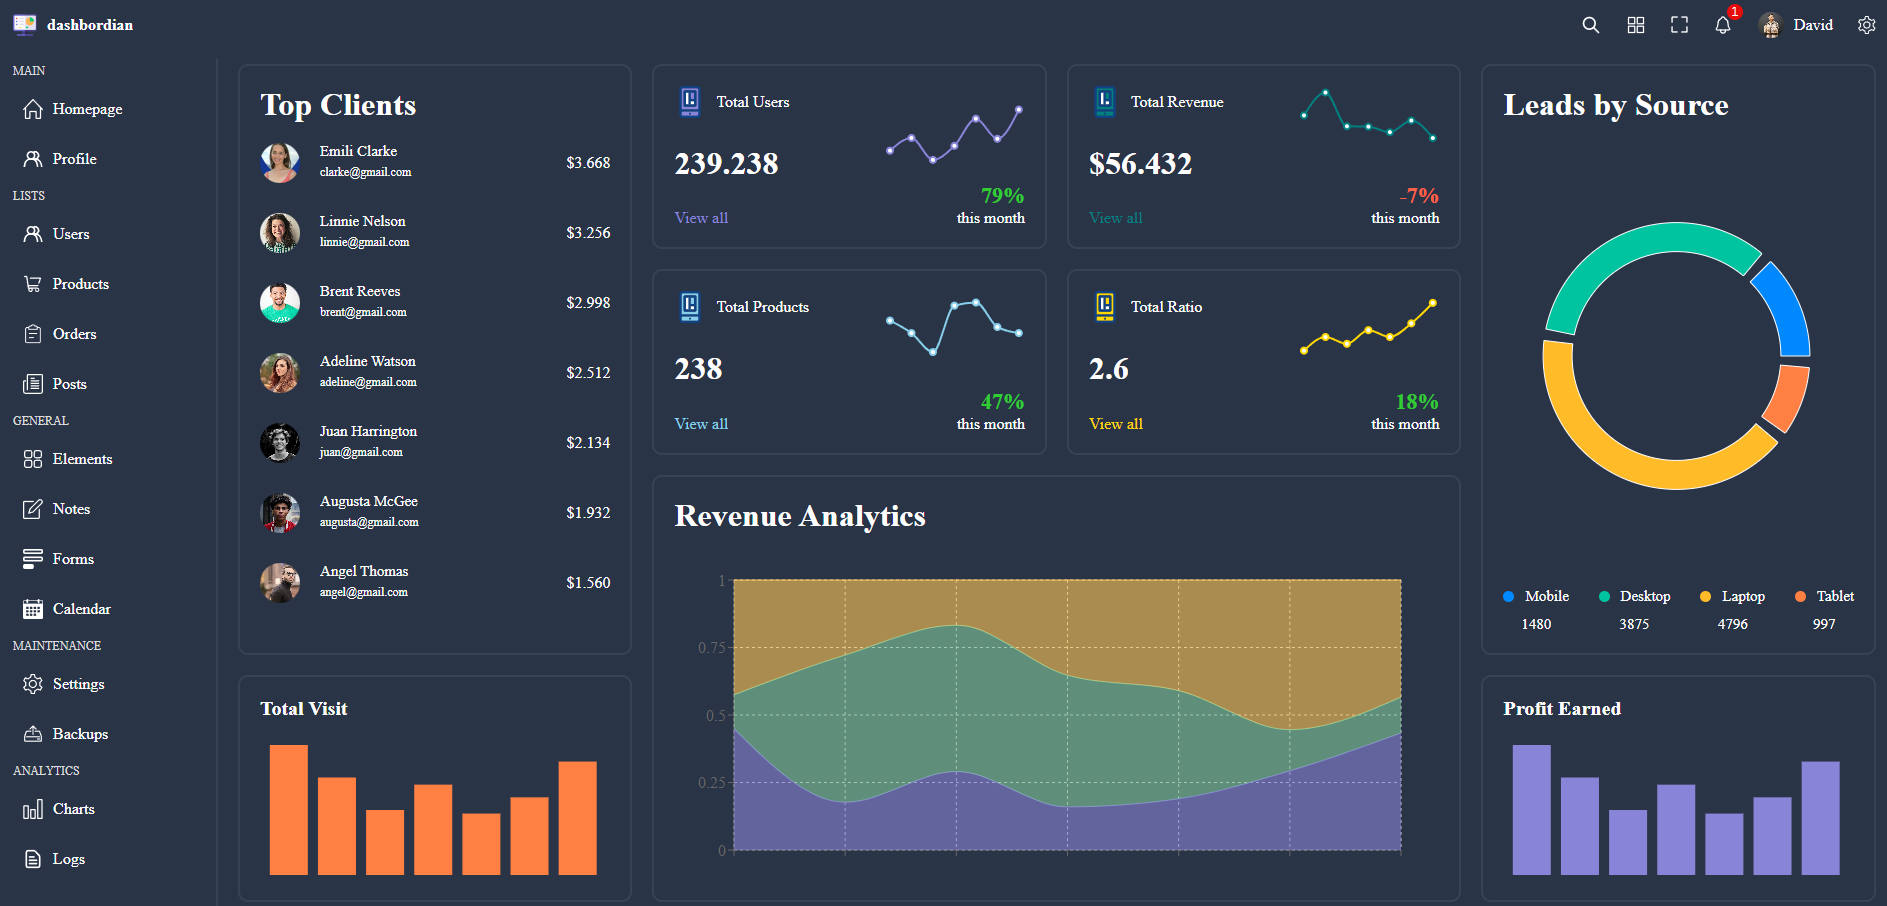 dashbordian
1
David
MAIN
Homepage
Profile
LISTS
Users
Products
Orders
Posts
GENERAL
Elements
Notes
Forms
Calendar
MAINTENANCE
Settings
Backups
ANALYTICS
Charts
Logs
Top Clients
Emili Clarke
clarke@gmail.com
$3.668
Linnie Nelson
linnie@gmail.com
$3.256
Brent Reeves
brent@gmail.com
$2.998
Adeline Watson
adeline@gmail.com
$2.512
Juan Harrington
juan@gmail.com
$2.134
Augusta McGee
augusta@gmail.com
$1.932
Angel Thomas
angel@gmail.com
$1.560
Total Visit
Total Users
239.238
View all
79%
this month
Total Revenue
$56.432
View all
-7%
this month
Total Products
238
View all
47%
this month
Total Ratio
2.6
View all
18%
this month
Revenue Analytics
1
0.75
0.5
0.25
0
Leads by Source
Mobile
1480
Desktop
3875
Laptop
4796
Tablet
997
Profit Earned